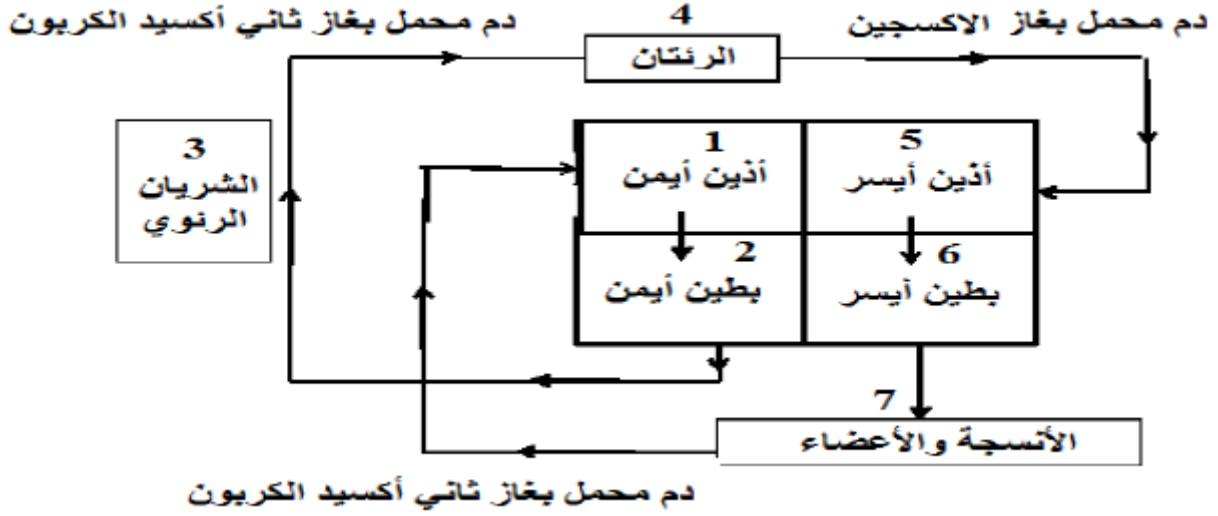 4
دم محمل بغاز ثاني أكسيد الكربون
دم محمل بغاز الاكسجين
الرئتان
3
الشريان
الرئوي
1
أذين أيمن
5
أذين أيسر
2
بطين أيمن
6
بطين أيسر
7
الأنسجة والأعضاء
دم محمل بغاز ثاني أكسيد الكربون